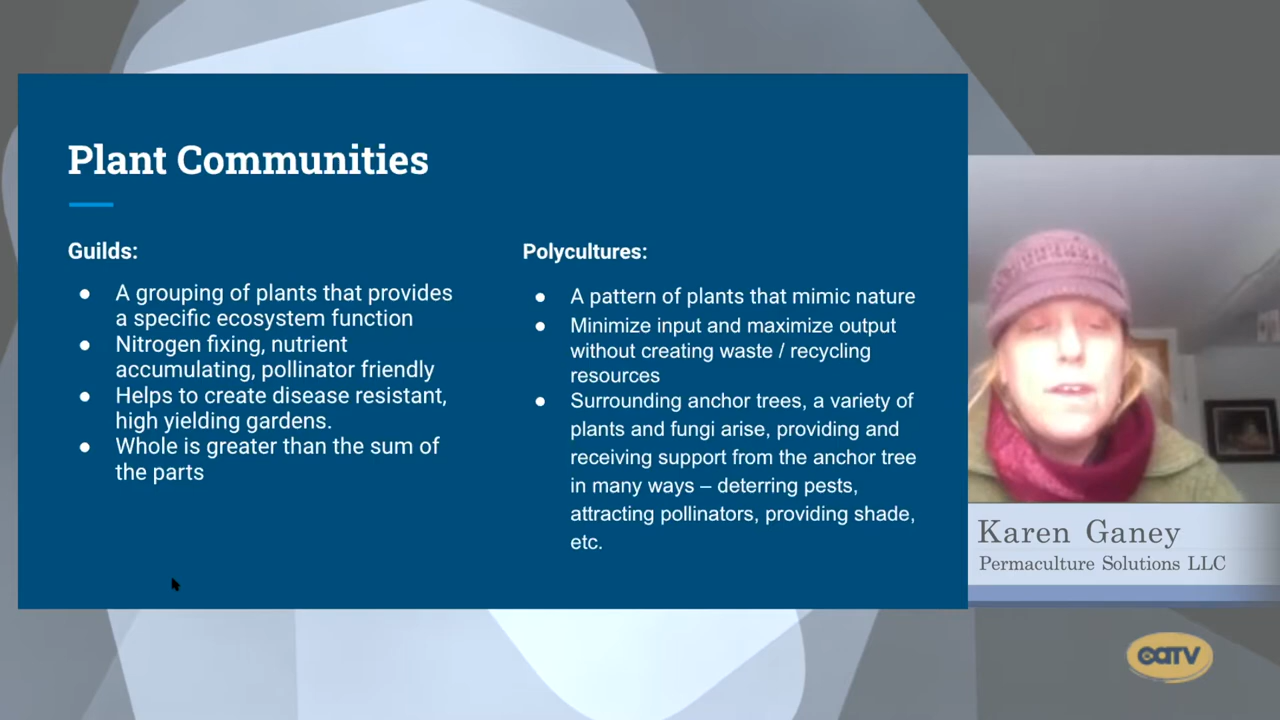 Plant Communities
Guilds:
● A grouping of plants that provides
a specific ecosystem function
● Nitrogen fixing, nutrient
accumulating, pollinator friendly
● Helps to create disease resistant,
high yielding gardens.
● Whole is greater than the sum of
the parts
Polycultures:
● A pattern of plants that mimic nature
● Minimize input and maximize output
without creating waste / recycling
resources
● Surrounding anchor trees, a variety of
plants and fungi arise, providing and
receiving support from the anchor tree
in many ways – deterring pests,
attracting pollinators, providing shade,
etc.
Karen Ganey
Permaculture Solutions LLC
CATV